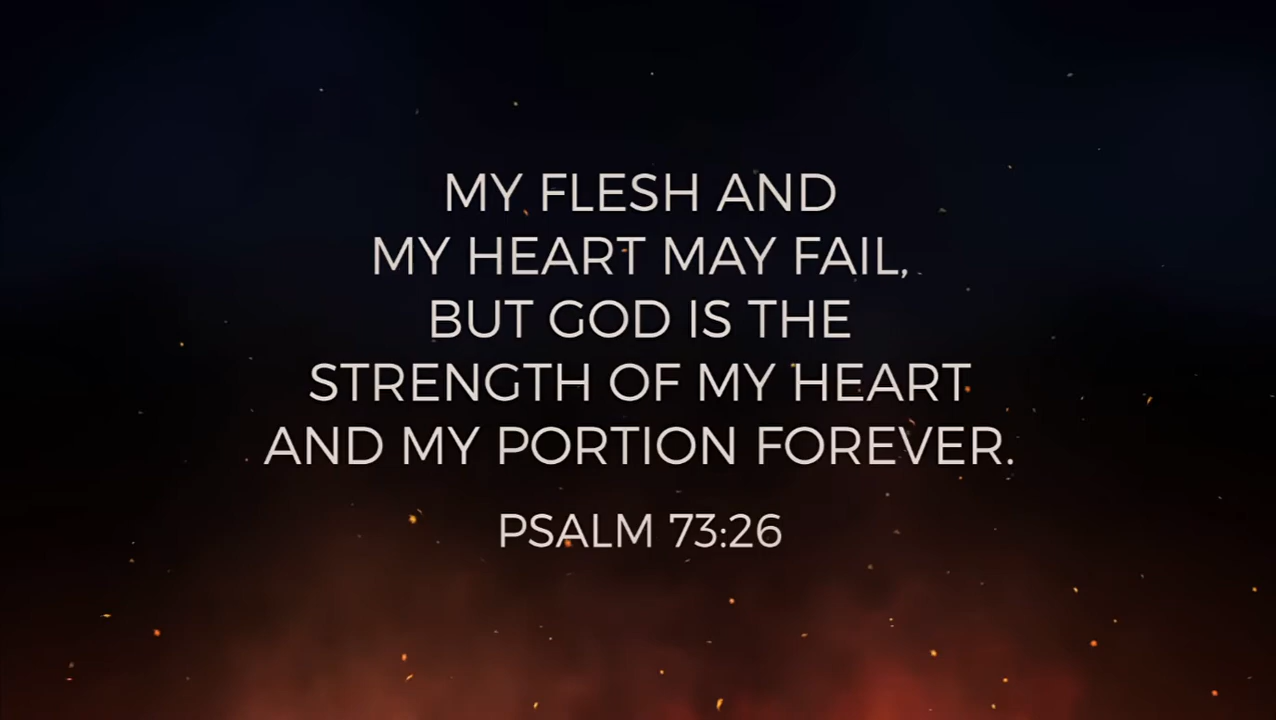 MY FLESH AND
MY HEART MAY FAIL,
BUT GOD IS THE
STRENGTH OF MY HEART
AND MY PORTION FOREVER.
PSALM 73:26